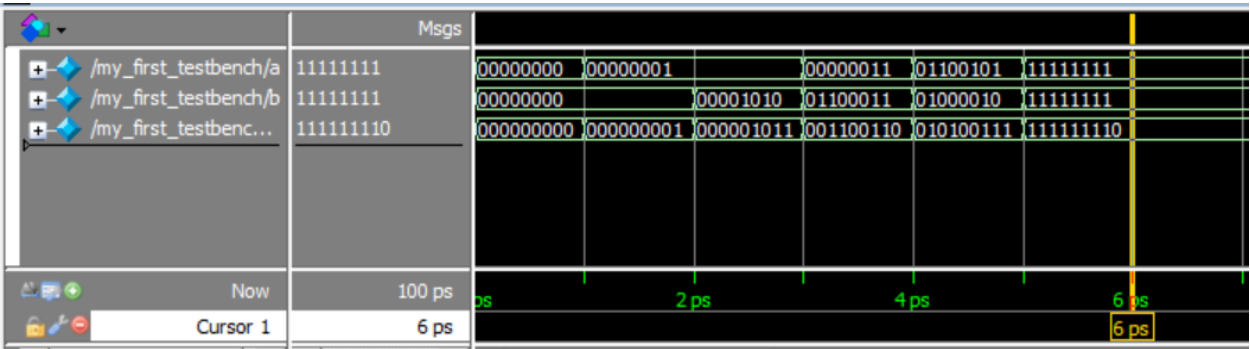 Msgs
/my_first_testbench/a 11111111 00000000 00000001 00000011 01100101 11111111
/my_first_testbench/b 11111111 00000000 00001010 01100011 01000010 11111111
/my_first_testbenc... 111111110 000000000 000000001 000001011 001100110 010100111 111111110
Now 100 ps ps 2 ps 4 ps 6 ps
Cursor 1 6 ps 6 ps